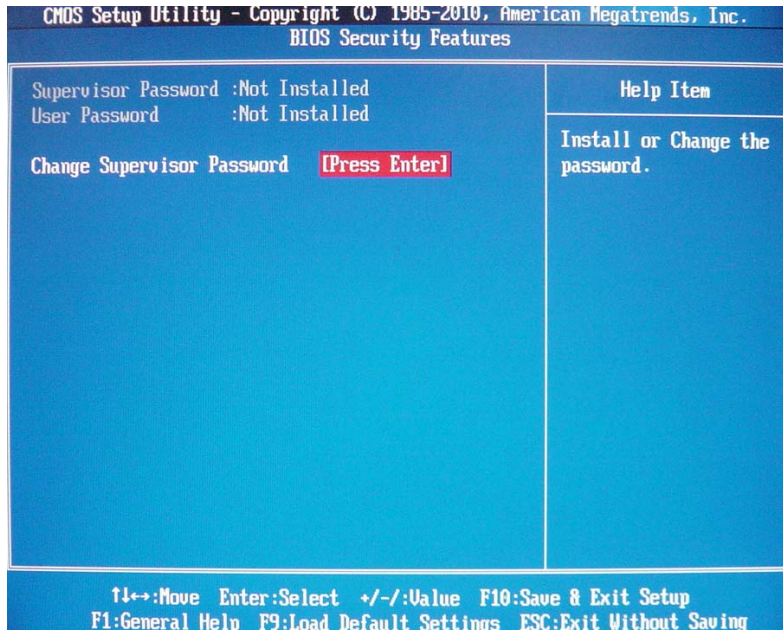 CMOS Setup Utility - Copyright (C) 1985-2010, American Megatrends, Inc.
BIOS Security Features
Supervisor Password :Not Installed
User Password :Not Installed
Change Supervisor Password [Press Enter]
Help Item
Install or Change the
password.
↑↓↔:Move Enter:Select +/-/:Value F10:Save & Exit Setup
F1:General Help F9:Load Default Settings ESC:Exit Without Saving